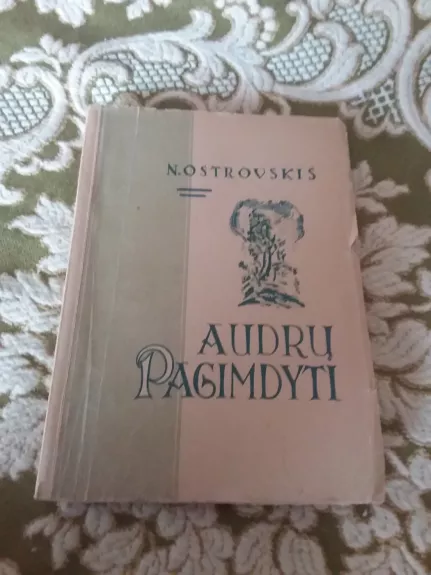 N. OSTROVSKIS
AUDRŲ
PAGIMDYTI